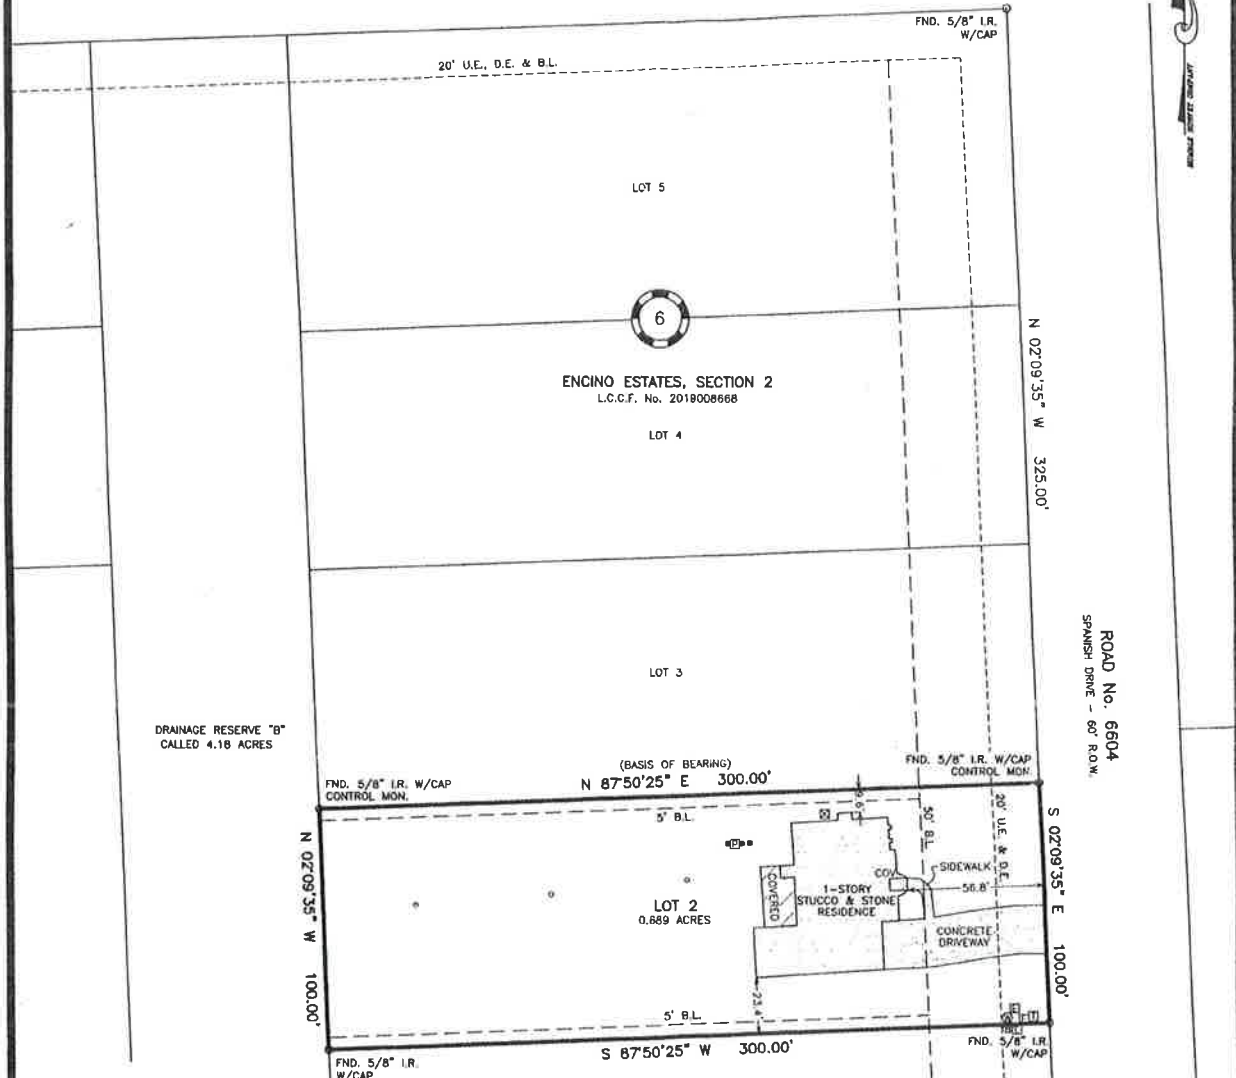 FND. 5/8" I.R.
W/CAP
20' U.E., D.E. & B.L.
LOT 5
6
ENCINO ESTATES, SECTION 2
L.C.C.F. No. 2019008668
LOT 4
N 02°09'35" W 325.00'
LOT 3
ROAD No. 6604
SPANISH DRIVE - 60' R.O.W.
DRAINAGE RESERVE "B"
CALLED 4.18 ACRES
(BASIS OF BEARING)
N 87°50'25" E 300.00'
FND. 5/8" I.R. W/CAP
CONTROL MON.
FND. 5/8" I.R. W/CAP
CONTROL MON.
5' B.L.
9.6'
50' B.L.
20' U.E. & D.E.
S 02°09'35" E 100.00'
N 02°09'35" W 100.00'
P
COV.
SIDEWALK
56.8'
COVERED
1-STORY
STUCCO & STONE
RESIDENCE
LOT 2
0.689 ACRES
CONCRETE
DRIVEWAY
23.4'
5' B.L.
E
T
S 87°50'25" W 300.00'
FND. 5/8" I.R.
W/CAP
FND. 5/8" I.R.
W/CAP